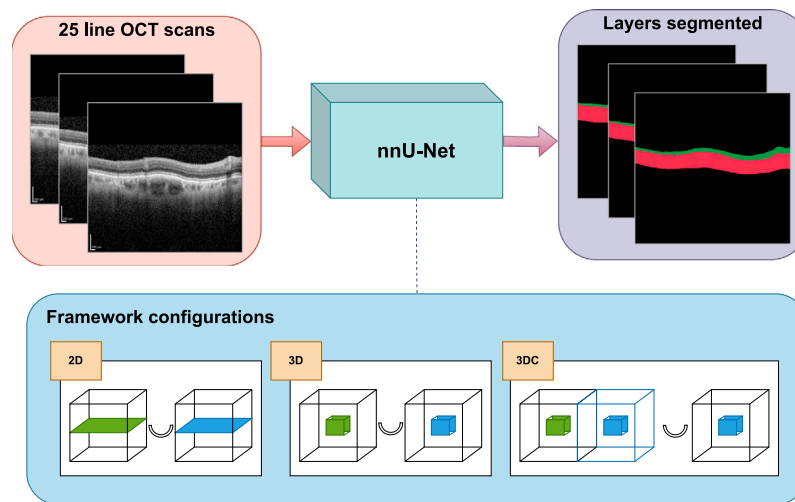 25 line OCT scans
Layers segmented
nnU-Net
Framework configurations
2D
3D
3DC